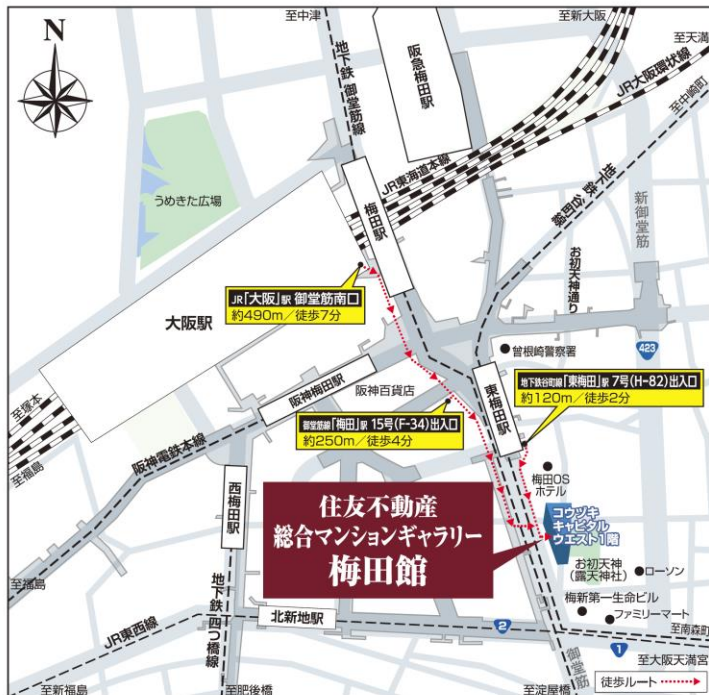 至中津
至新大阪
至天満
N
地下鉄 御堂筋線
阪急梅田駅
JR大阪環状線
至中崎町
JR東海道本線
地下鉄谷町線
うめきた広場
梅田駅
新御堂筋
お初天神通り
JR「大阪」駅 御堂筋南口
約490m／徒歩7分
大阪駅
423
曾根崎警察署
阪神百貨店
阪神梅田駅
東梅田駅
地下鉄谷町線「東梅田」駅 7号(H-82)出入口
約120m／徒歩2分
至塚本
至福島
御堂筋線「梅田」駅 15号(F-34)出入口
約250m／徒歩4分
阪神電鉄本線
西梅田駅
梅田OS
ホテル
住友不動産
総合マンションギャラリー
梅田館
コウヅキ
キャピタル
ウエスト1階
お初天神
(露天神社)
ローソン
至福島
梅新第一生命ビル
ファミリーマート
地下鉄 四つ橋線
北新地駅
2
至南森町
JR東西線
1
御堂筋
至大阪天満宮
至新福島
至肥後橋
至淀屋橋
徒歩ルート